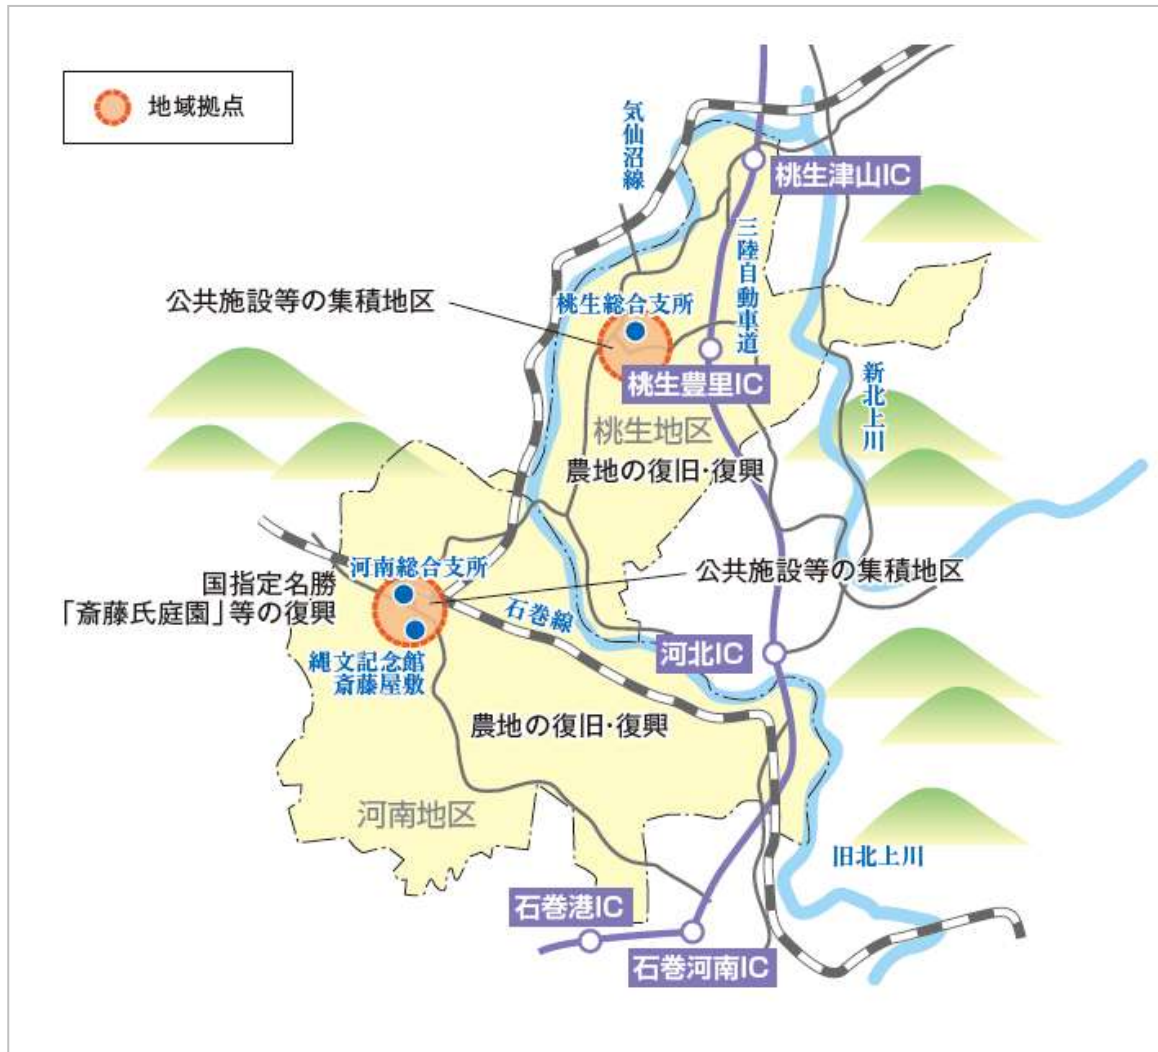 地域拠点
気仙沼線
桃生津山IC
三陸自動車道
公共施設等の集積地区
桃生総合支所
桃生豊里IC
新北上川
桃生地区
農地の復旧・復興
河南総合支所
公共施設等の集積地区
国指定名勝
「斎藤氏庭園」等の復興
石巻線
河北IC
縄文記念館
斎藤屋敷
農地の復旧・復興
河南地区
旧北上川
石巻港IC
石巻河南IC